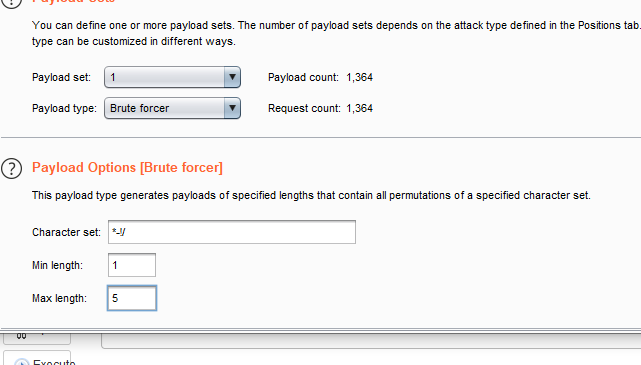 You can define one or more payload sets. The number of payload sets depends on the attack type defined in the Positions tab.
type can be customized in different ways.
Payload set: 1 Payload count: 1,364
Payload type: Brute forcer Request count: 1,364
? Payload Options [Brute forcer]
This payload type generates payloads of specified lengths that contain all permutations of a specified character set.
Character set: *-!/
Min length: 1
Max length: 5